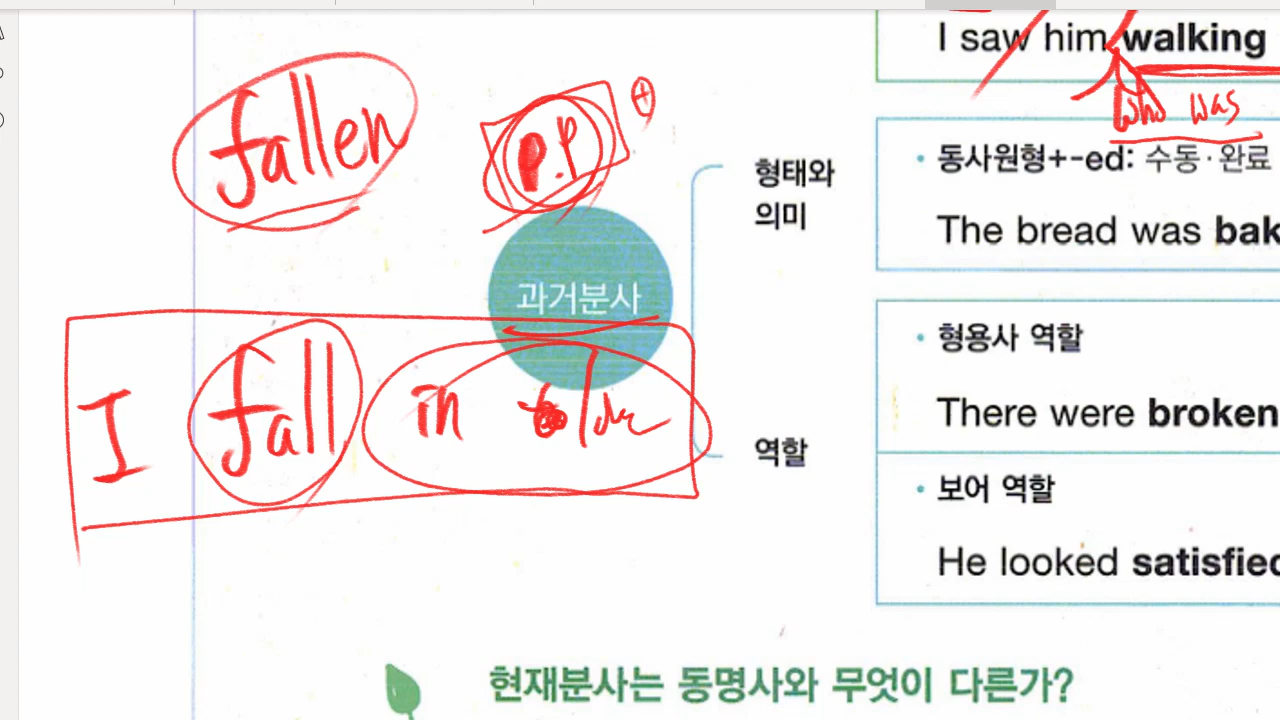 I saw him walking
who was
fallen
p.p
동사원형+-ed: 수동·완료
형태와
의미
The bread was bak
과거분사
형용사 역할
I fall in
There were broken
역할
보어 역할
He looked satisfied
현재분사는 동명사와 무엇이 다른가?